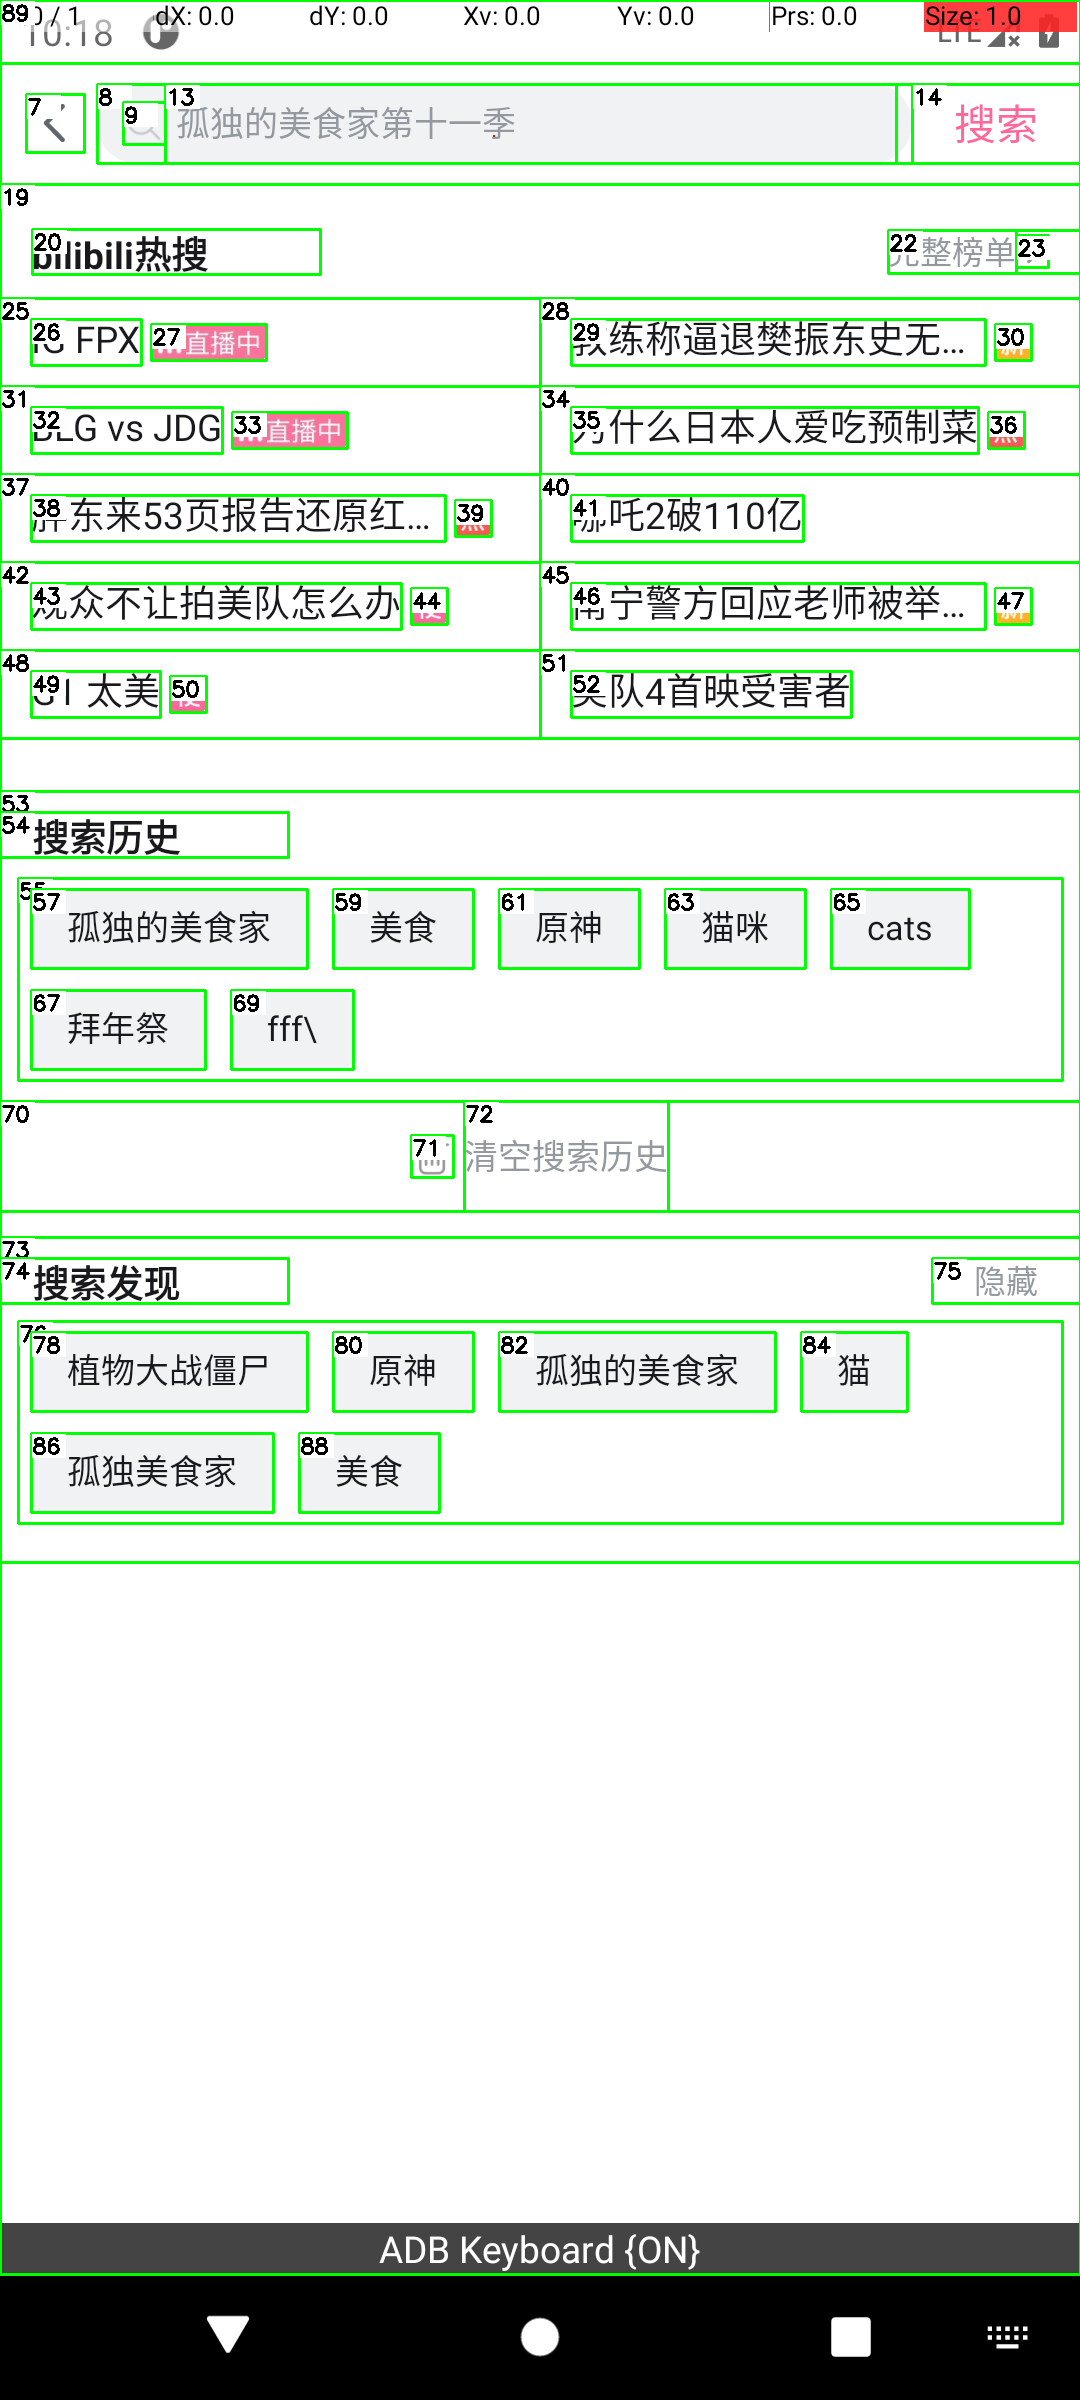 89 0 / 1 dX: 0.0 dY: 0.0 Xv: 0.0 Yv: 0.0 Prs: 0.0 Size: 1.0
10:18 LTE
7 8 9 13 孤独的美食家第十一季 14 搜索
19
20 bilibili热搜 22 完整榜单 23
25 28
26 FPX 27 直播中 29 教练称逼退樊振东史无... 30
31 34
32 BLG vs JDG 33 直播中 35 为什么日本人爱吃预制菜 36
37 40
38 胖东来53页报告还原红... 39 41 哪吒2破110亿
42 45
43 观众不让拍美队怎么办 44 46 南宁警方回应老师被举... 47
48 51
49 太美 50 52 美队4首映受害者
53
54 搜索历史
55
57 孤独的美食家 59 美食 61 原神 63 猫咪 65 cats
67 拜年祭 69 fff\
70 71 72 清空搜索历史
73
74 搜索发现 75 隐藏
78 植物大战僵尸 80 原神 82 孤独的美食家 84 猫
86 孤独美食家 88 美食
ADB Keyboard {ON}